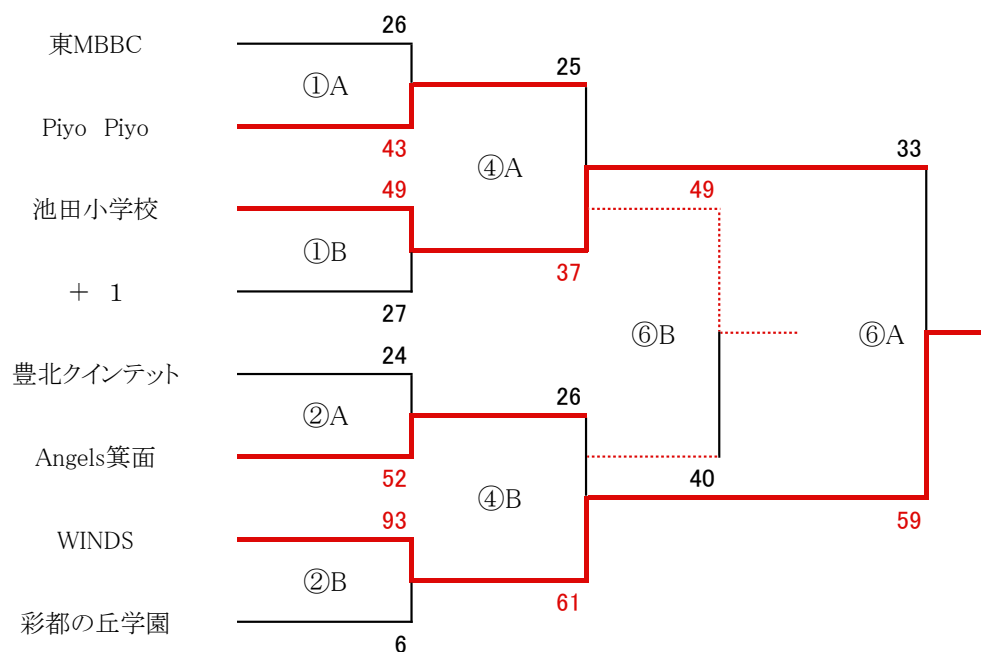 26
東MBBC
25
①A
Piyo　Piyo
43
33
④A
49
49
池田小学校
①B
37
＋　1
27
⑥B
⑥A
24
豊北クインテット
26
②A
Angels箕面
52
40
④B
93
59
WINDS
②B
61
彩都の丘学園
6